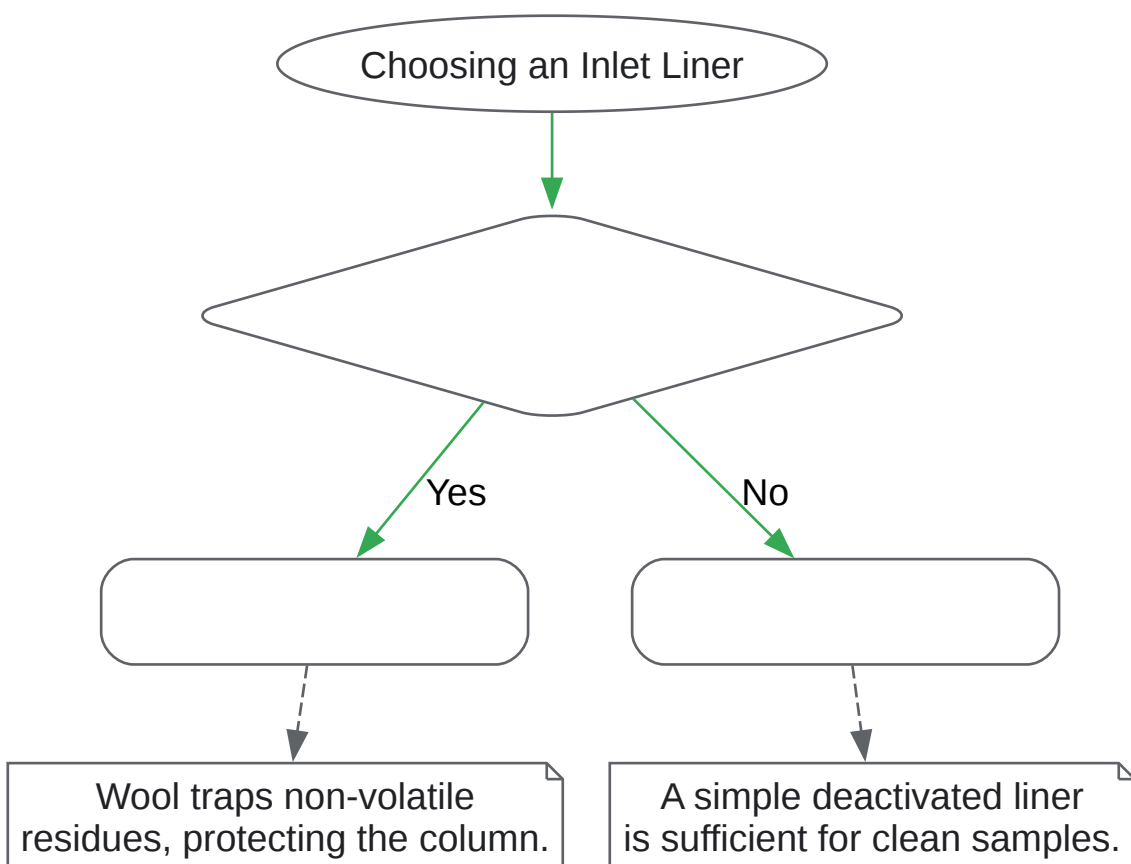 Choosing an Inlet Liner
Yes
No
Wool traps non-volatile
residues, protecting the column.
A simple deactivated liner
is sufficient for clean samples.